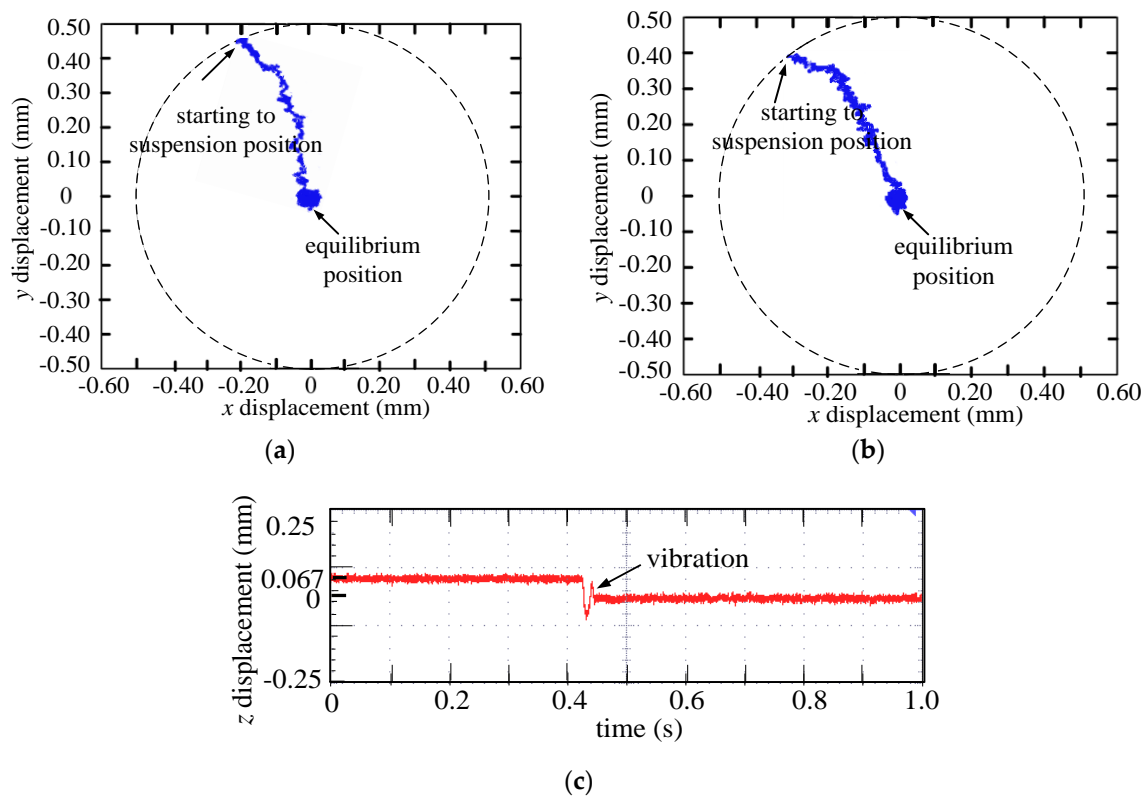 0.50
0.40
0.30
0.20
0.10
0
-0.10
-0.20
-0.30
-0.40
-0.50
y displacement (mm)
starting to
suspension position
equilibrium
position
-0.60 -0.40 -0.20 0 0.20 0.40 0.60
x displacement (mm)
(a)
0.50
0.40
0.30
0.20
0.10
0
-0.10
-0.20
-0.30
-0.40
-0.50
y displacement (mm)
starting to
suspension position
equilibrium
position
-0.60 -0.40 -0.20 0 0.20 0.40 0.60
x displacement (mm)
(b)
z displacement (mm)
0.25
0.067
0
-0.25
vibration
0 0.2 0.4 0.6 0.8 1.0
time (s)
(c)